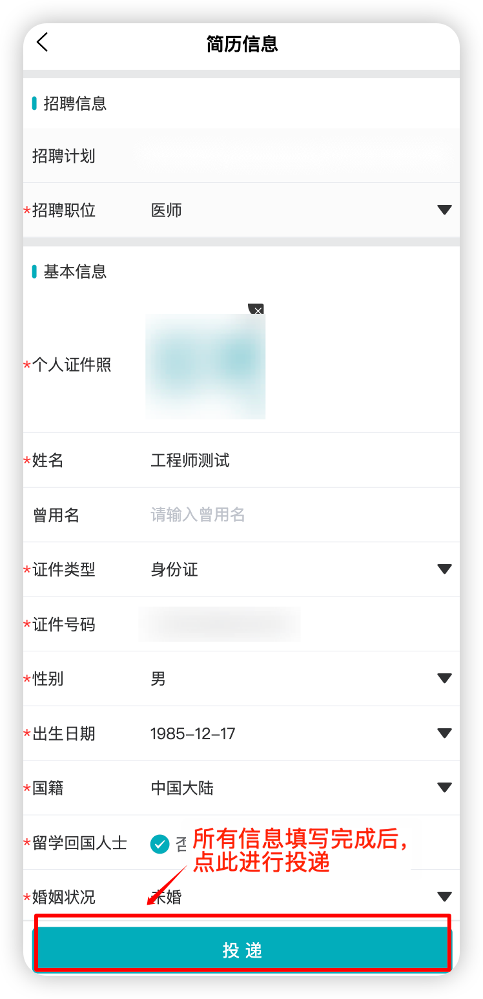 简历信息
招聘信息
招聘计划
*招聘职位 医师
基本信息
*个人证件照
*姓名 工程师测试
曾用名 请输入曾用名
*证件类型 身份证
*证件号码
*性别 男
*出生日期 1985-12-17
*国籍 中国大陆
*留学回国人士 否
所有信息填写完成后,
点此进行投递
*婚姻状况 未婚
投递